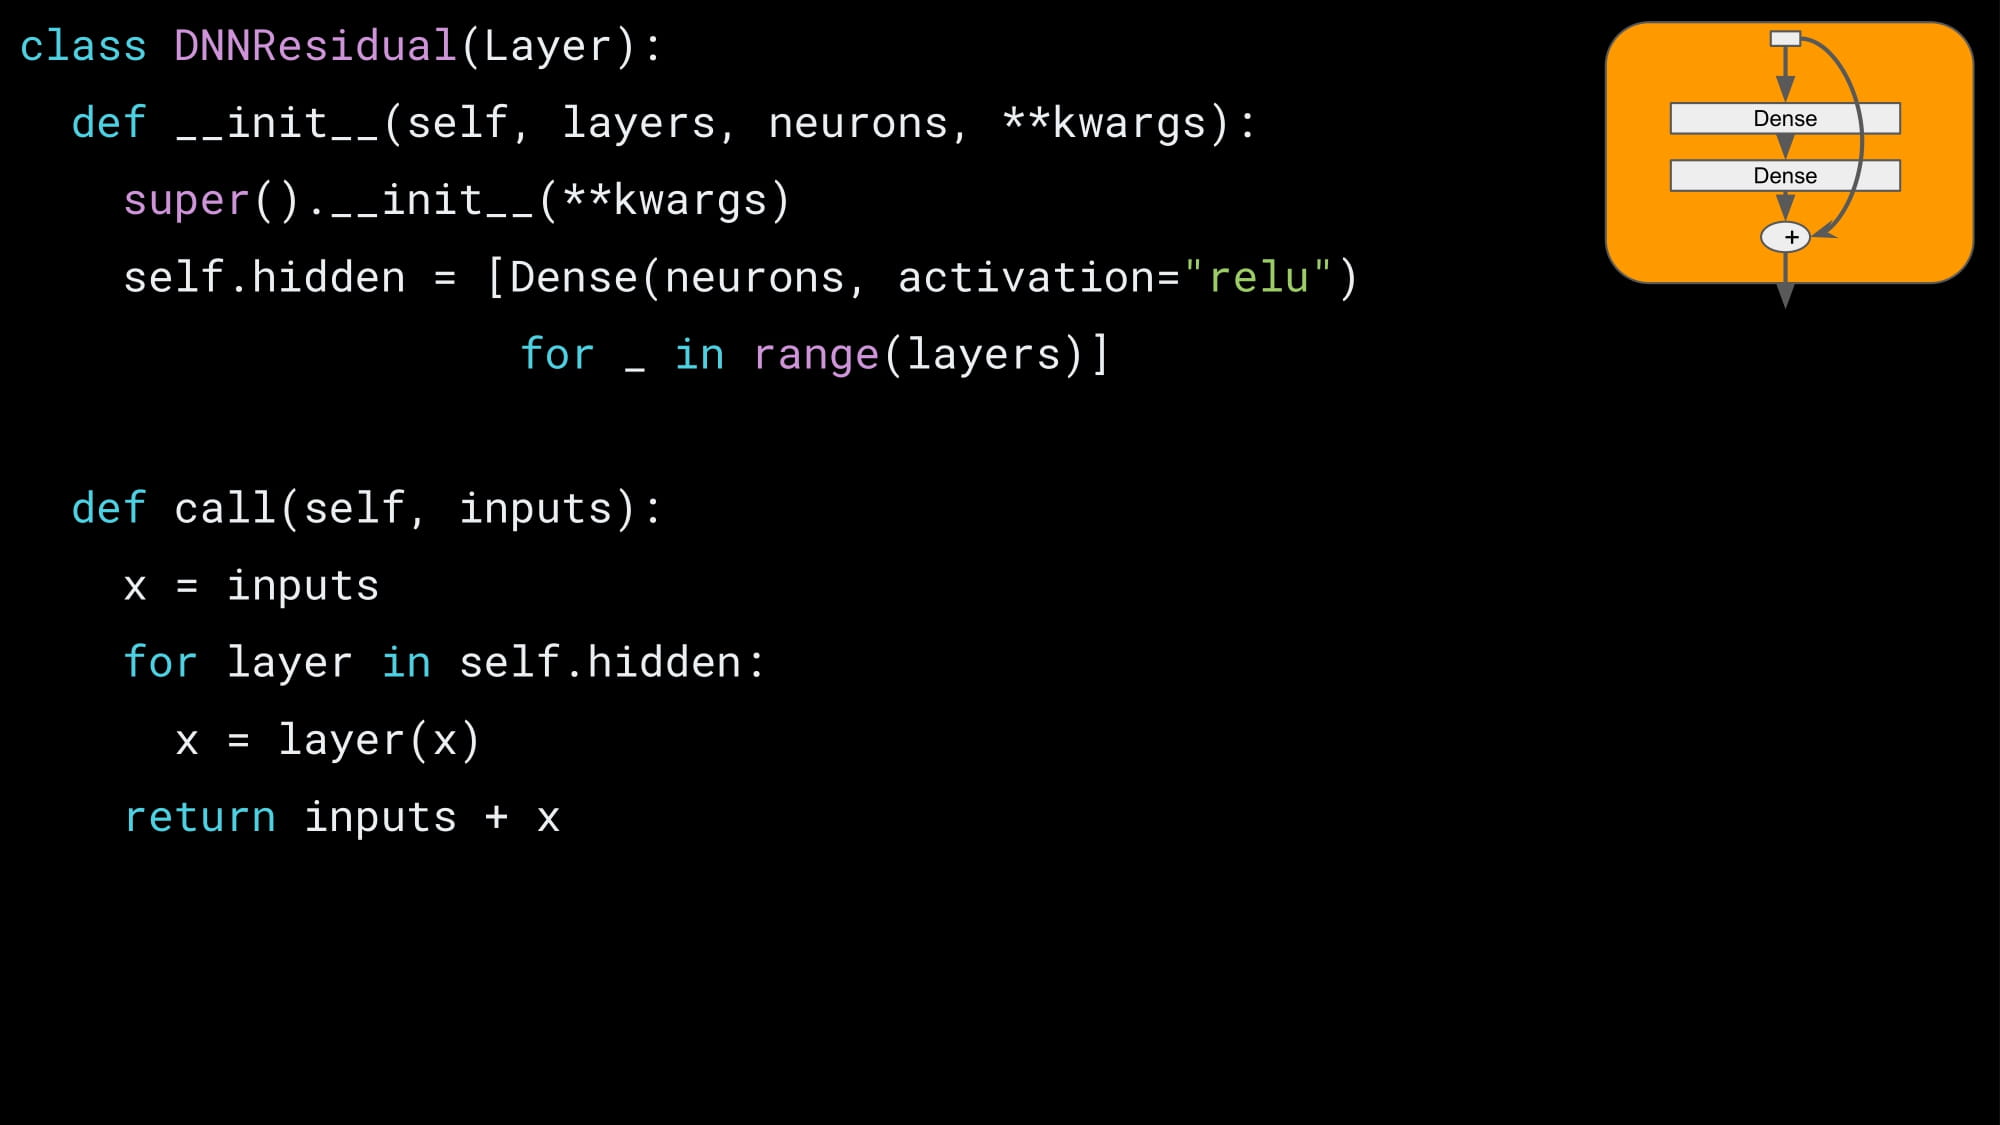 class DNNResidual(Layer):
  def __init__(self, layers, neurons, **kwargs):
    super().__init__(**kwargs)
    self.hidden = [Dense(neurons, activation="relu")
                   for _ in range(layers)]
  def call(self, inputs):
    x = inputs
    for layer in self.hidden:
      x = layer(x)
    return inputs + x
Dense
Dense
+